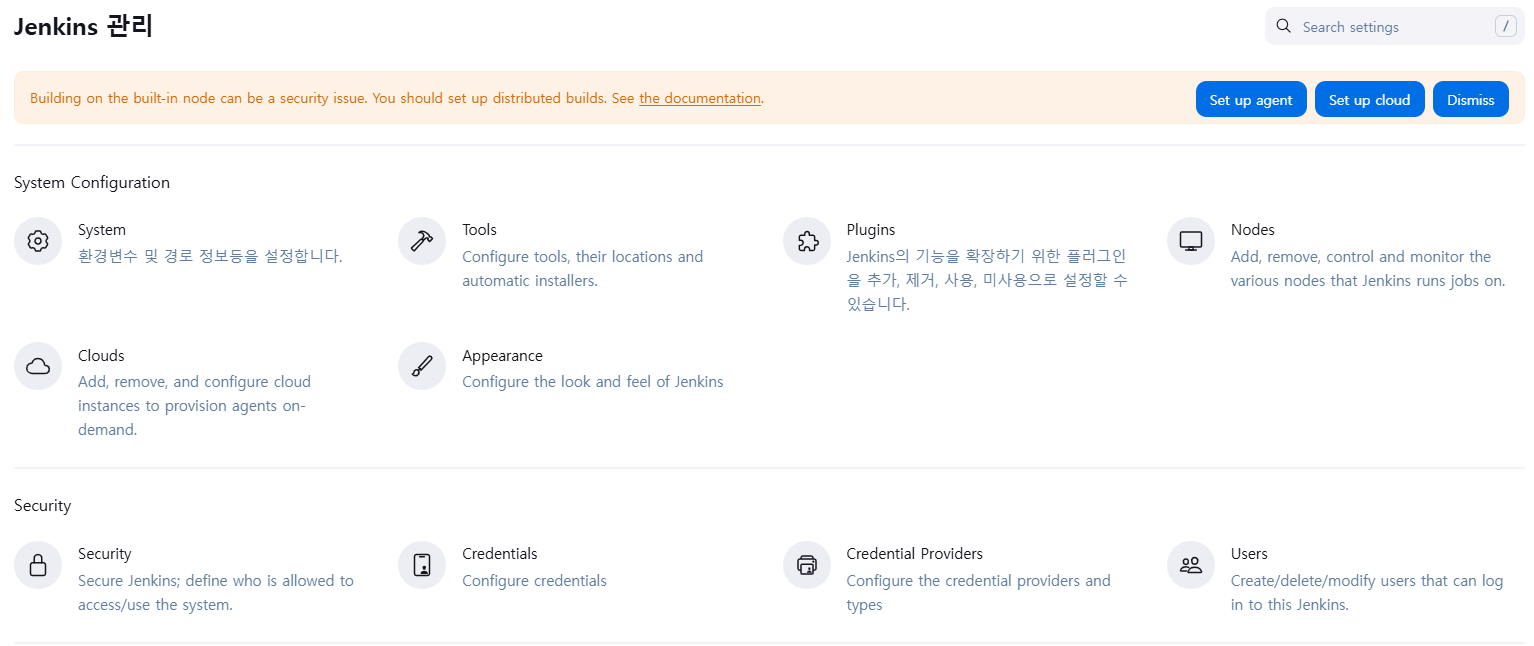 Jenkins 관리
Search settings
/
Building on the built-in node can be a security issue. You should set up distributed builds. See the documentation.
Set up agent
Set up cloud
Dismiss
System Configuration
System
환경변수 및 경로 정보등을 설정합니다.
Tools
Configure tools, their locations and
automatic installers.
Plugins
Jenkins의 기능을 확장하기 위한 플러그인
을 추가, 제거, 사용, 미사용으로 설정할 수
있습니다.
Nodes
Add, remove, control and monitor the
various nodes that Jenkins runs jobs on.
Clouds
Add, remove, and configure cloud
instances to provision agents on-
demand.
Appearance
Configure the look and feel of Jenkins
Security
Security
Secure Jenkins; define who is allowed to
access/use the system.
Credentials
Configure credentials
Credential Providers
Configure the credential providers and
types
Users
Create/delete/modify users that can log
in to this Jenkins.